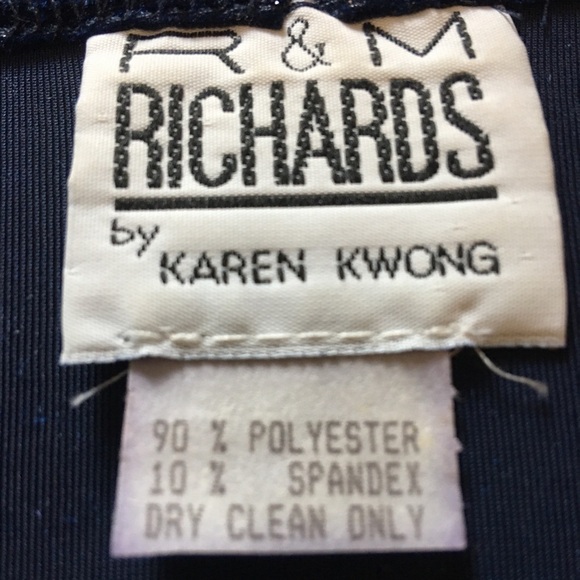 R & M
RICHARDS
by
KAREN KWONG
90 % POLYESTER
10 % SPANDEX
DRY CLEAN ONLY